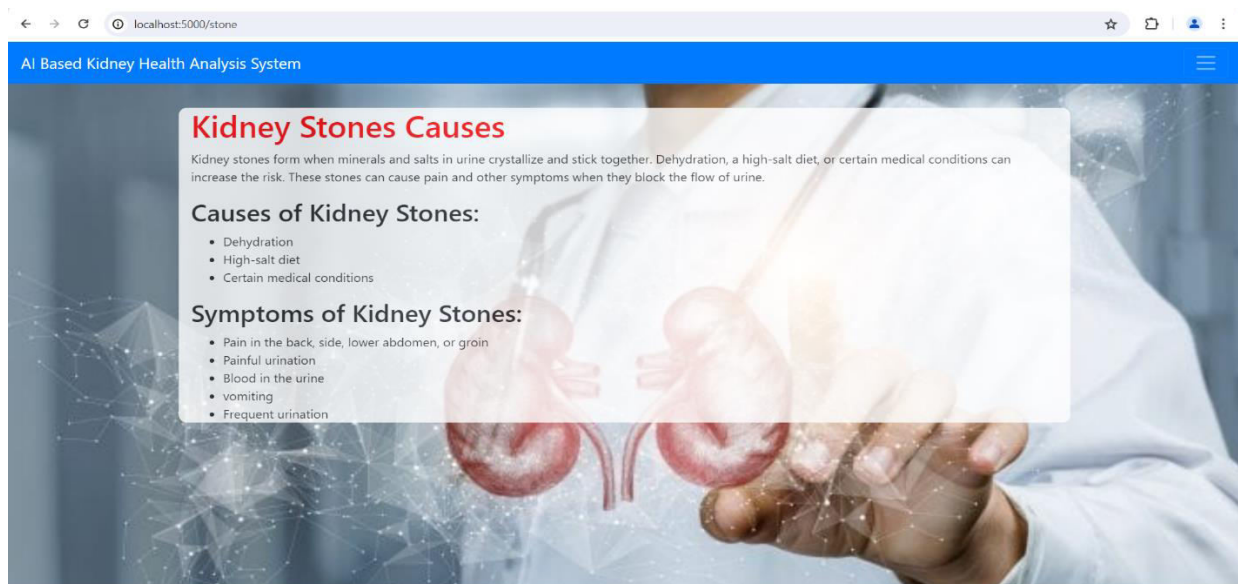 localhost:5000/stone
AI Based Kidney Health Analysis System
Kidney Stones Causes
Kidney stones form when minerals and salts in urine crystallize and stick together. Dehydration, a high-salt diet, or certain medical conditions can
increase the risk. These stones can cause pain and other symptoms when they block the flow of urine.
Causes of Kidney Stones:
• Dehydration
• High-salt diet
• Certain medical conditions
Symptoms of Kidney Stones:
• Pain in the back, side, lower abdomen, or groin
• Painful urination
• Blood in the urine
• vomiting
• Frequent urination